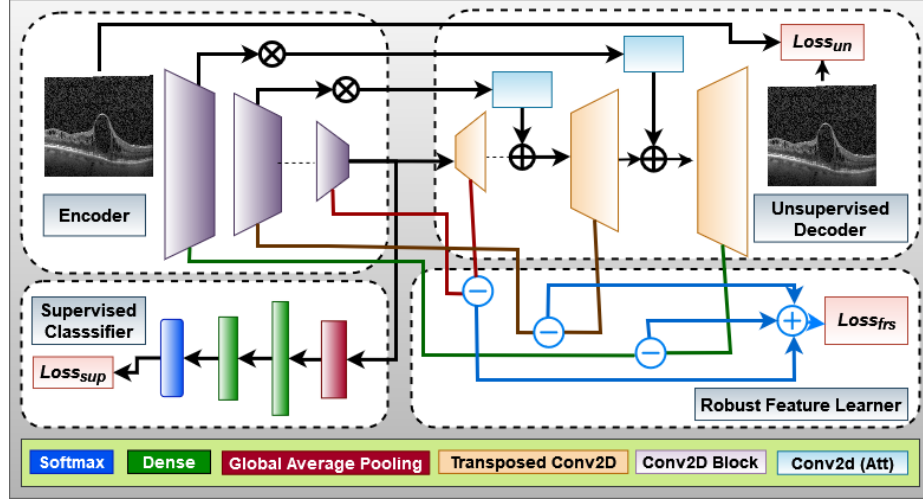 Loss_un
Encoder
Unsupervised
Decoder
Supervised
Classsifier
Loss_sup
Loss_frs
Robust Feature Learner
Softmax
Dense
Global Average Pooling
Transposed Conv2D
Conv2D Block
Conv2d (Att)